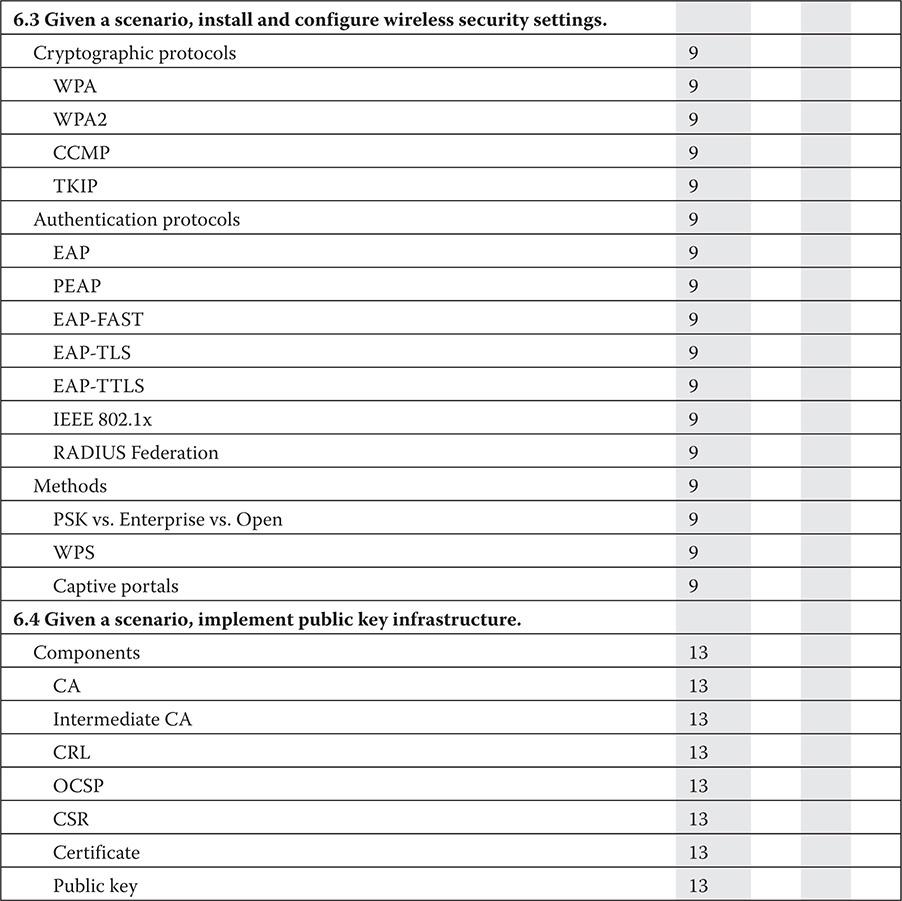 6.3 Given a scenario, install and configure wireless security settings.
Cryptographic protocols 9
WPA 9
WPA2 9
CCMP 9
TKIP 9
Authentication protocols 9
EAP 9
PEAP 9
EAP-FAST 9
EAP-TLS 9
EAP-TTLS 9
IEEE 802.1x 9
RADIUS Federation 9
Methods 9
PSK vs. Enterprise vs. Open 9
WPS 9
Captive portals 9
6.4 Given a scenario, implement public key infrastructure.
Components 13
CA 13
Intermediate CA 13
CRL 13
OCSP 13
CSR 13
Certificate 13
Public key 13